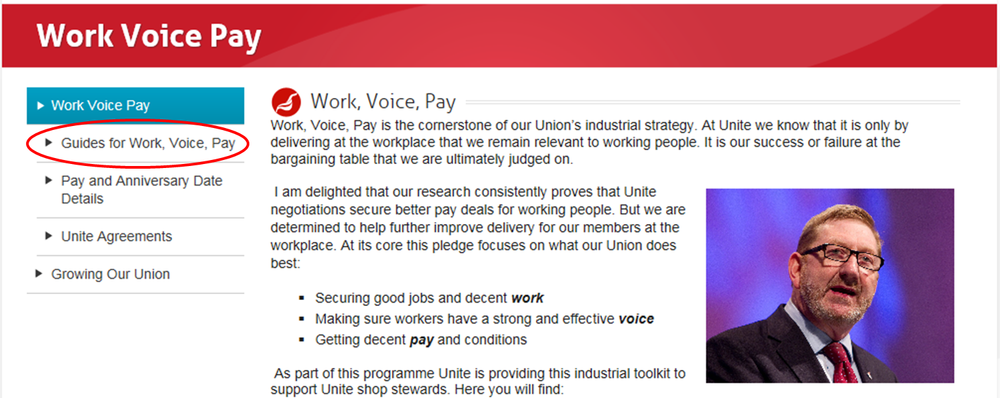 Work Voice Pay
Work Voice Pay
Guides for Work, Voice, Pay
Pay and Anniversary Date
Details
Unite Agreements
Growing Our Union
Work, Voice, Pay
Work, Voice, Pay is the cornerstone of our Union’s industrial strategy. At Unite we know that it is only by
delivering at the workplace that we remain relevant to working people. It is our success or failure at the
bargaining table that we are ultimately judged on.
I am delighted that our research consistently proves that Unite
negotiations secure better pay deals for working people. But we are
determined to help further improve delivery for our members at the
workplace. At its core this pledge focuses on what our Union does
best:
Securing good jobs and decent work
Making sure workers have a strong and effective voice
Getting decent pay and conditions
As part of this programme Unite is providing this industrial toolkit to
support Unite shop stewards. Here you will find: